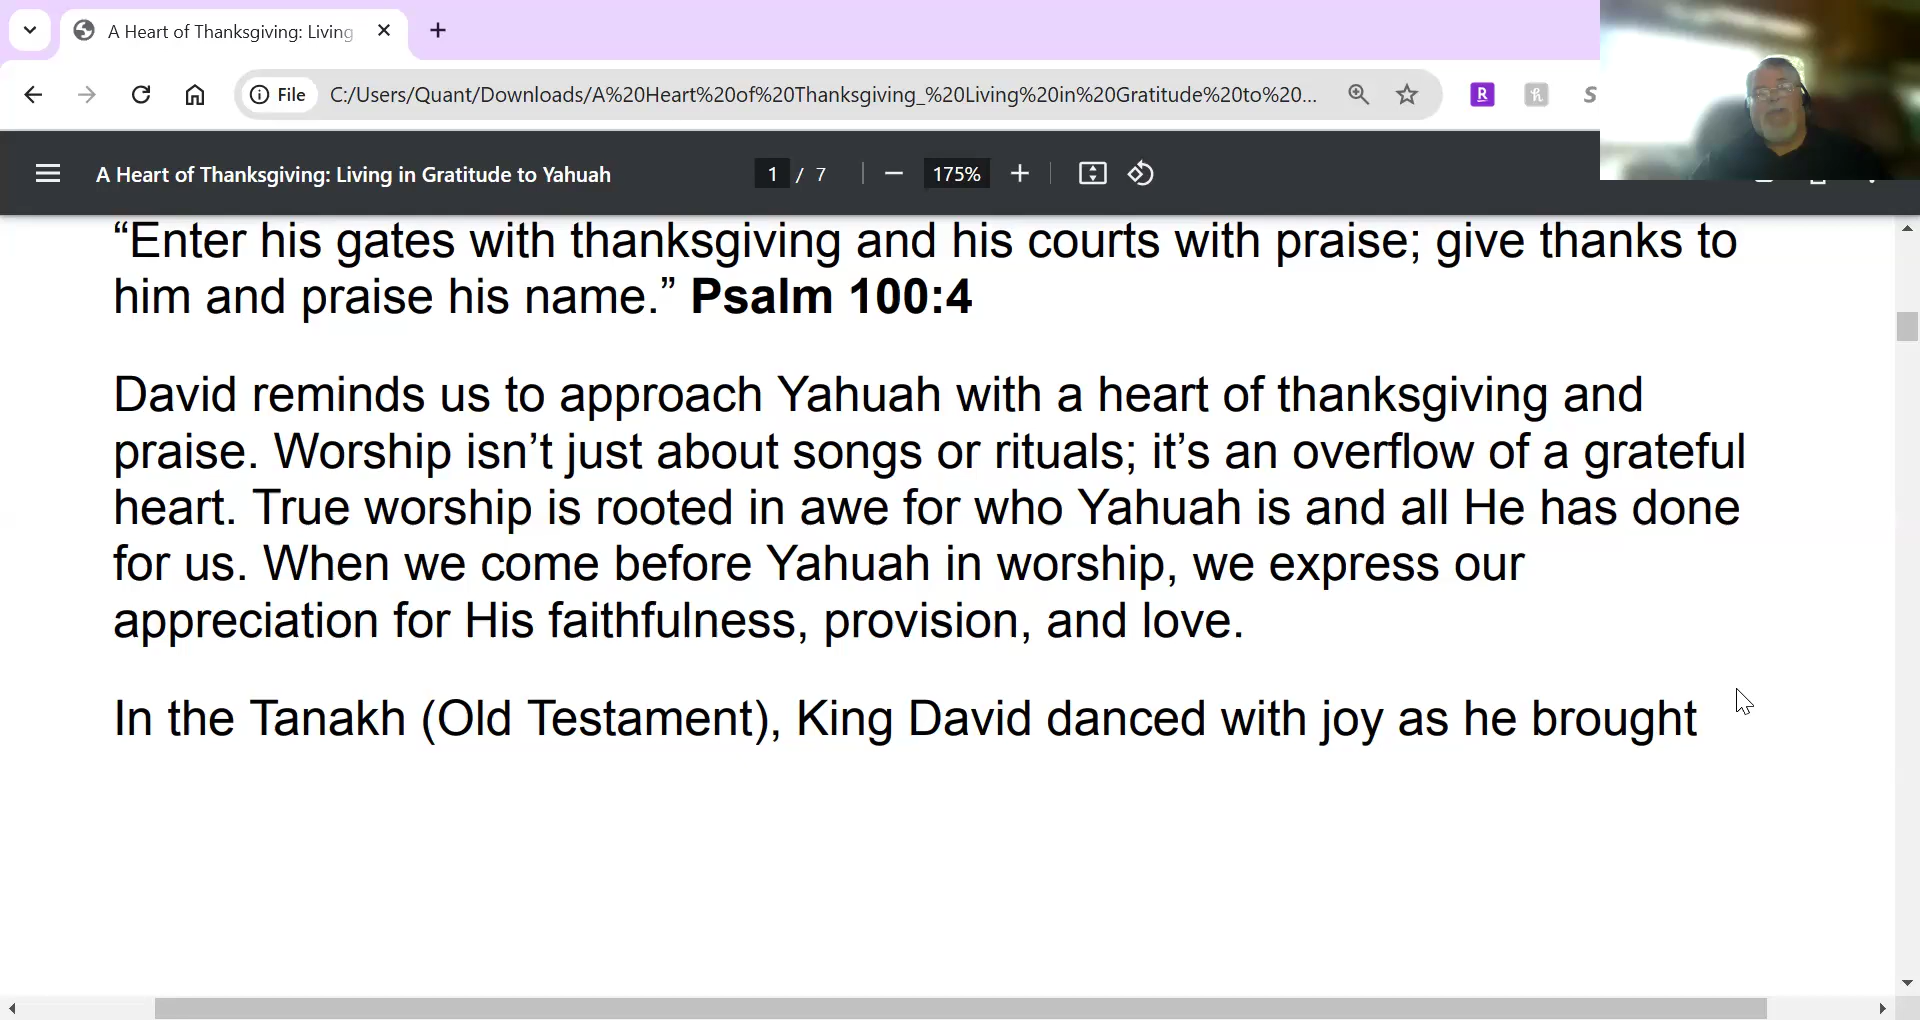 A Heart of Thanksgiving: Living
File
C:/Users/Quant/Downloads/A%20Heart%20of%20Thanksgiving_%20Living%20in%20Gratitude%20to%20...
R
h
S
A Heart of Thanksgiving: Living in Gratitude to Yahuah
1 / 7
175%
“Enter his gates with thanksgiving and his courts with praise; give thanks to
him and praise his name.” Psalm 100:4
David reminds us to approach Yahuah with a heart of thanksgiving and
praise. Worship isn’t just about songs or rituals; it’s an overflow of a grateful
heart. True worship is rooted in awe for who Yahuah is and all He has done
for us. When we come before Yahuah in worship, we express our
appreciation for His faithfulness, provision, and love.
In the Tanakh (Old Testament), King David danced with joy as he brought